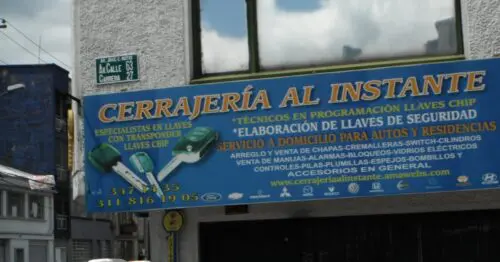 AV. CALLE 63
CARRERA 27
CERRAJERÍA AL INSTANTE
ESPECIALISTAS EN LLAVES
CON TRANSPONDER
LLAVES CHIP
*TÉCNICOS EN PROGRAMACIÓN LLAVES CHIP
*ELABORACIÓN DE LLAVES DE SEGURIDAD
SERVICIO A DOMICILIO PARA AUTOS Y RESIDENCIAS
ARREGLO Y VENTA DE CHAPAS-CREMALLERAS-SWITCH-CILINDROS
VENTA DE MANIJAS-ALARMAS-BLOQUEOS-VIDRIOS ELECTRICOS
CONTROLES-PILAS-PLUMILLAS-ESPEJOS-BOMBILLOS Y
ACCESORIOS EN GENERAL
www.cerrajeriaalinstante.amawebs.com
311 816 19 05